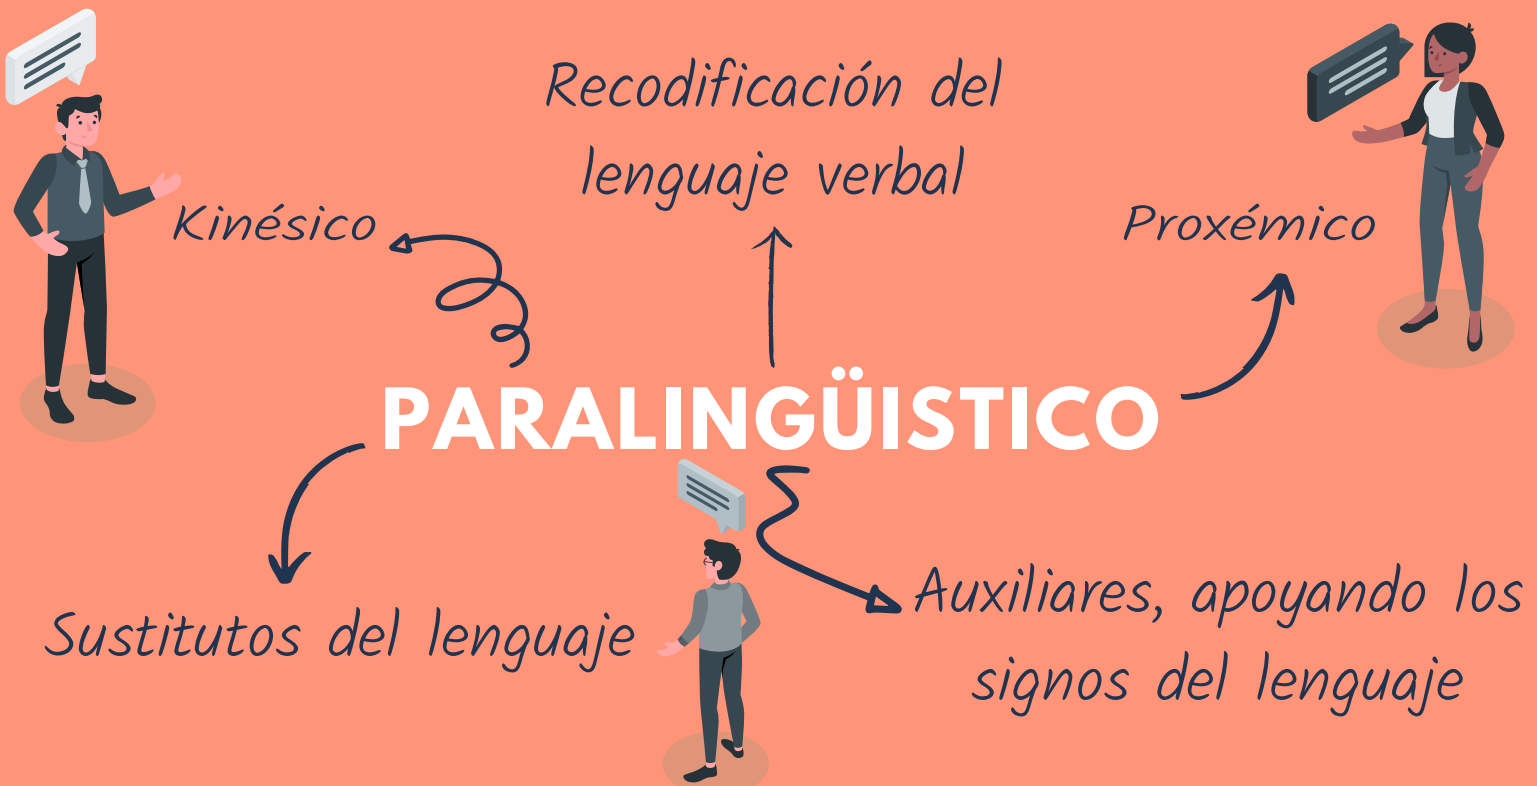 Recodificación del
lenguaje verbal
Kinésico
Proxémico
PARALINGÜISTICO
Sustitutos del lenguaje
Auxiliares, apoyando los
signos del lenguaje